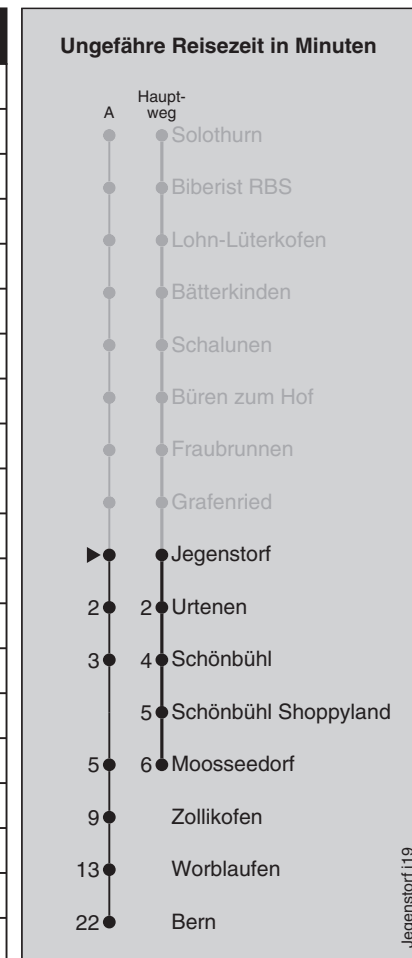 Ungefähre Reisezeit in Minuten
A
Haupt-
weg
Solothurn
Biberist RBS
Lohn-Lüterkofen
Bätterkinden
Schalunen
Büren zum Hof
Fraubrunnen
Grafenried
Jegenstorf
2 2 Urtenen
3 4 Schönbühl
5 Schönbühl Shoppyland
5 6 Moosseedorf
9 Zollikofen
13 Worblaufen
22 Bern
Jegenstorf j19